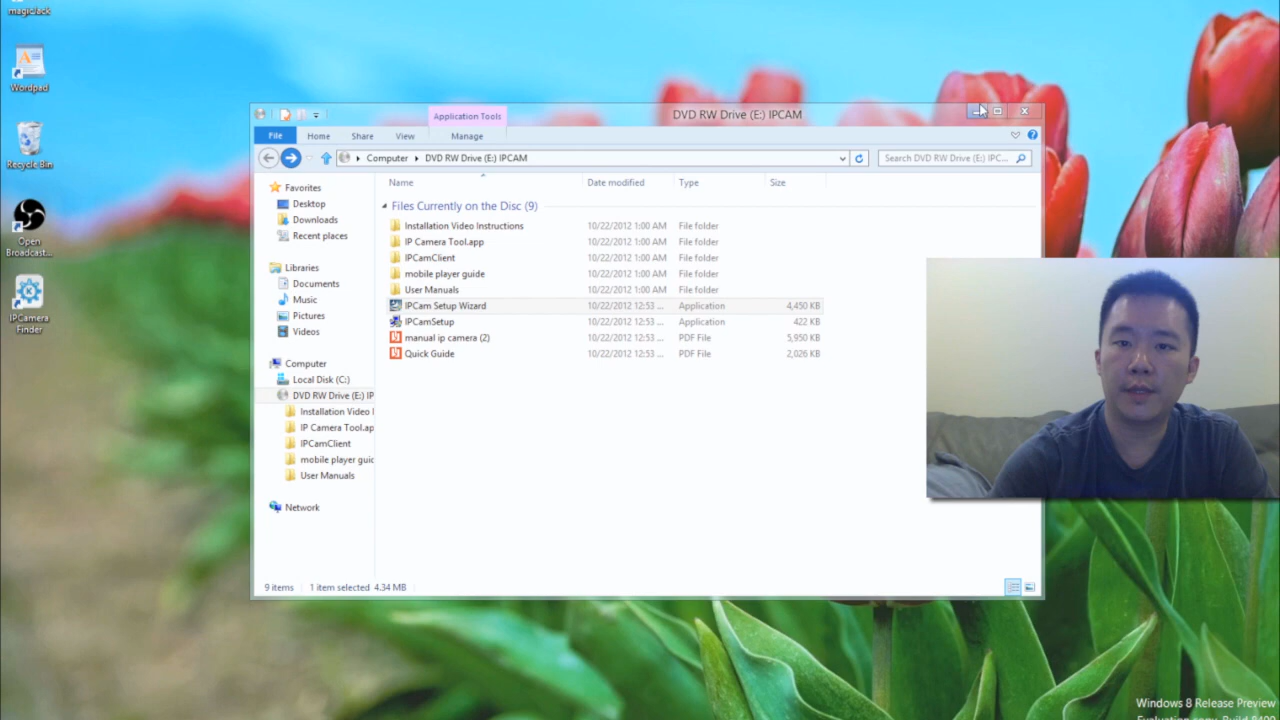 magicJack
Wordpad
Recycle Bin
Open
Broadcast...
IPCamera
Finder
Application Tools
DVD RW Drive (E:) IPCAM
File Home Share View Manage
Computer DVD RW Drive (E:) IPCAM
Search DVD RW Drive (E:) IPC...
Favorites
Desktop
Downloads
Recent places
Libraries
Documents
Music
Pictures
Videos
Computer
Local Disk (C:)
DVD RW Drive (E:) IP
Installation Video I
IP Camera Tool.ap
IPCamClient
mobile player guid
User Manuals
Network
Name Date modified Type Size
Files Currently on the Disc (9)
Installation Video Instructions 10/22/2012 1:00 AM File folder
IP Camera Tool.app 10/22/2012 1:00 AM File folder
IPCamClient 10/22/2012 1:00 AM File folder
mobile player guide 10/22/2012 1:00 AM File folder
User Manuals 10/22/2012 1:00 AM File folder
IPCam Setup Wizard 10/22/2012 12:53 ... Application 4,450 KB
IPCamSetup 10/22/2012 12:53 ... Application 422 KB
manual ip camera (2) 10/22/2012 12:53 ... PDF File 5,950 KB
Quick Guide 10/22/2012 12:53 ... PDF File 2,026 KB
9 items 1 item selected 4.34 MB
Windows 8 Release Preview
Evaluation copy. Build 8400